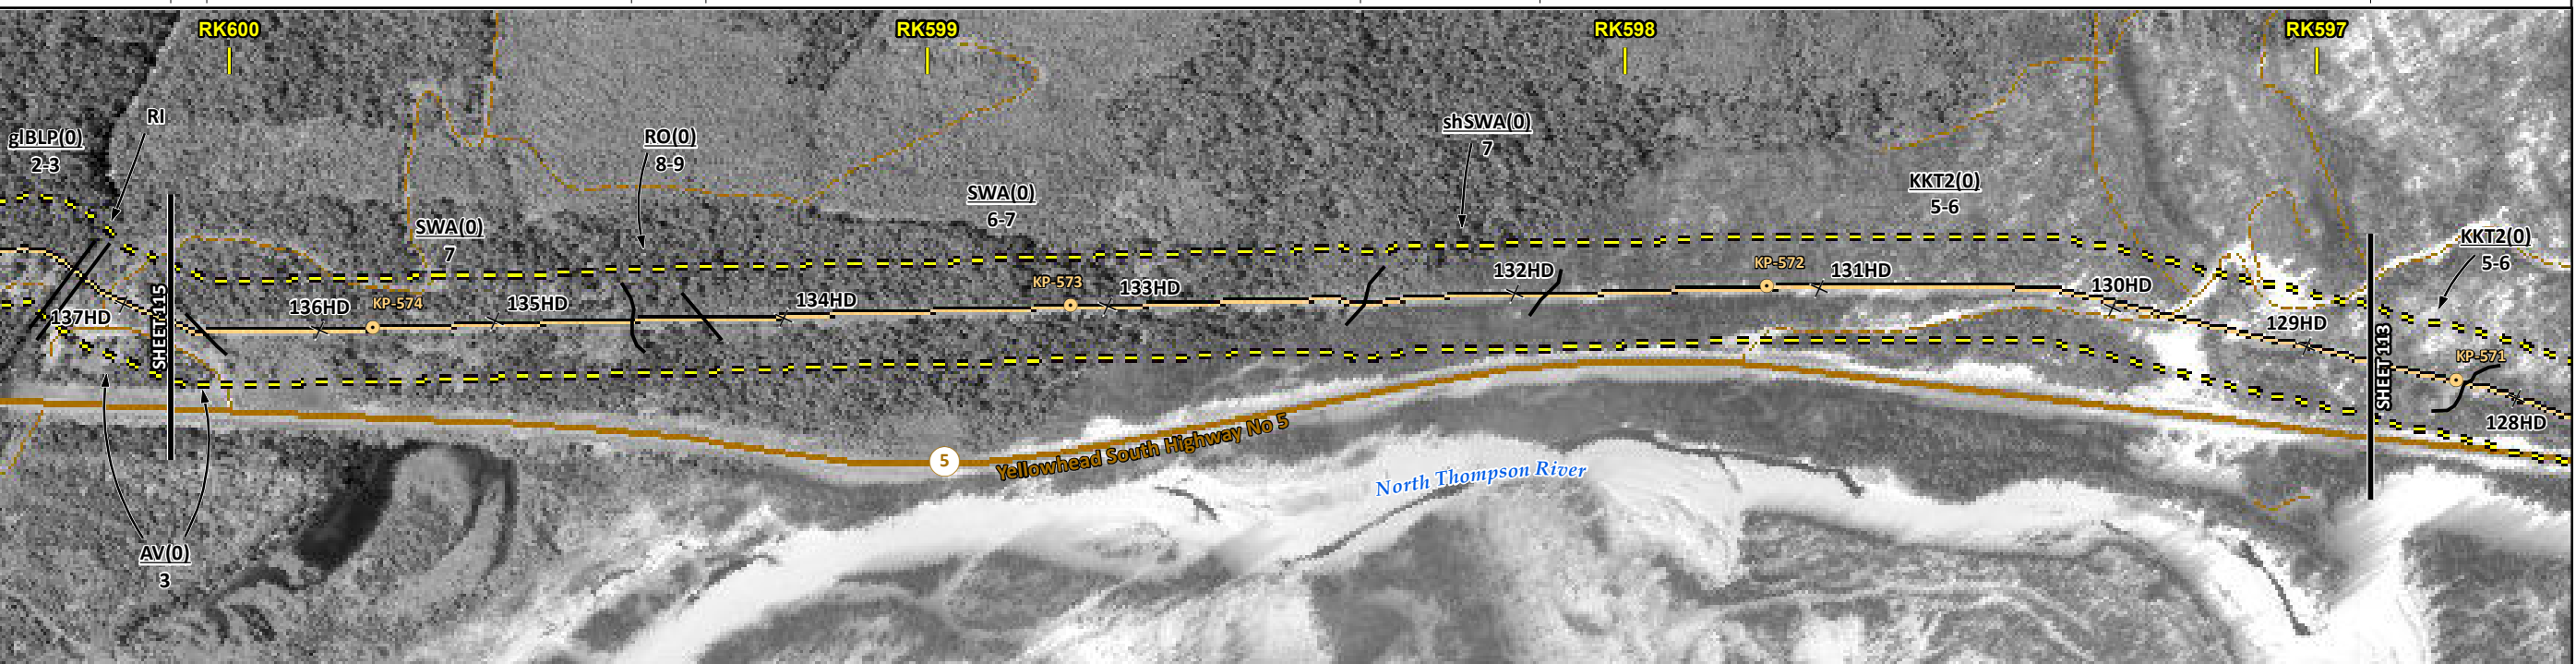 RK600
RK599
RK598
RK597
glBLP(0)
2-3
RI
RO(0)
8-9
SWA(0)
7
SWA(0)
6-7
shSWA(0)
7
KKT2(0)
5-6
KKT2(0)
5-6
137HD
SHEET 115
136HD
KP-574
135HD
134HD
KP-573
133HD
132HD
KP-572
131HD
130HD
129HD
SHEET 113
KP-571
128HD
5
Yellowhead South Highway No 5
North Thompson River
AV(0)
3